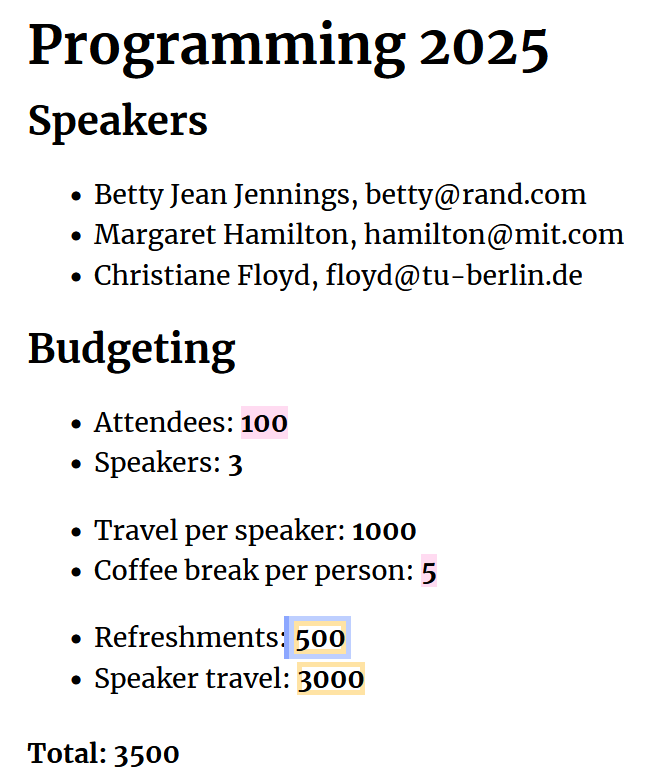 Programming 2025
Speakers
• Betty Jean Jennings, betty@rand.com
• Margaret Hamilton, hamilton@mit.com
• Christiane Floyd, floyd@tu-berlin.de
Budgeting
• Attendees: 100
• Speakers: 3
• Travel per speaker: 1000
• Coffee break per person: 5
• Refreshments: 500
• Speaker travel: 3000
Total: 3500